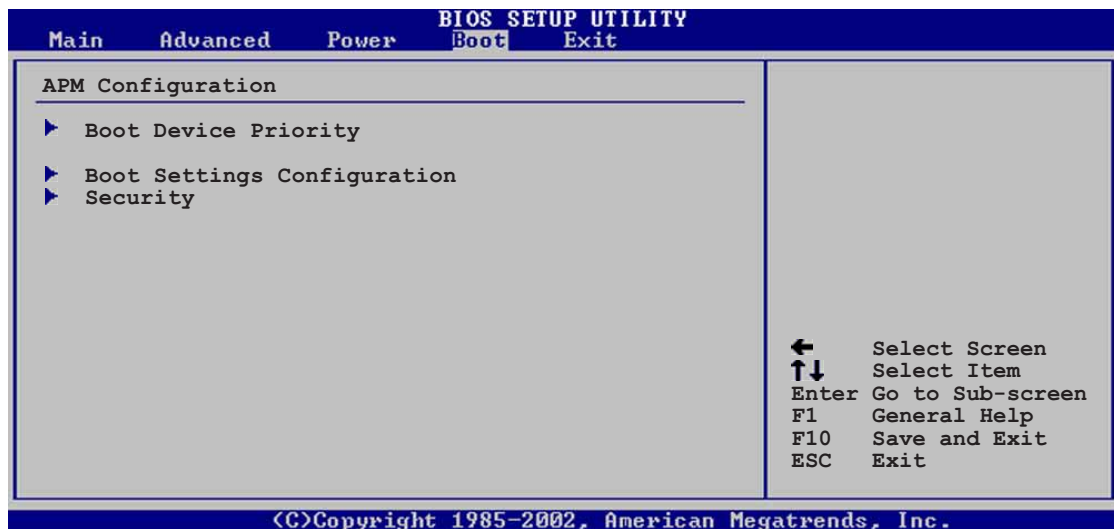 BIOS SETUP UTILITY
Main Advanced Power Boot Exit
APM Configuration
Boot Device Priority
Boot Settings Configuration
Security
← Select Screen
↑↓ Select Item
Enter Go to Sub-screen
F1 General Help
F10 Save and Exit
ESC Exit
(C)Copyright 1985-2002, American Megatrends, Inc.